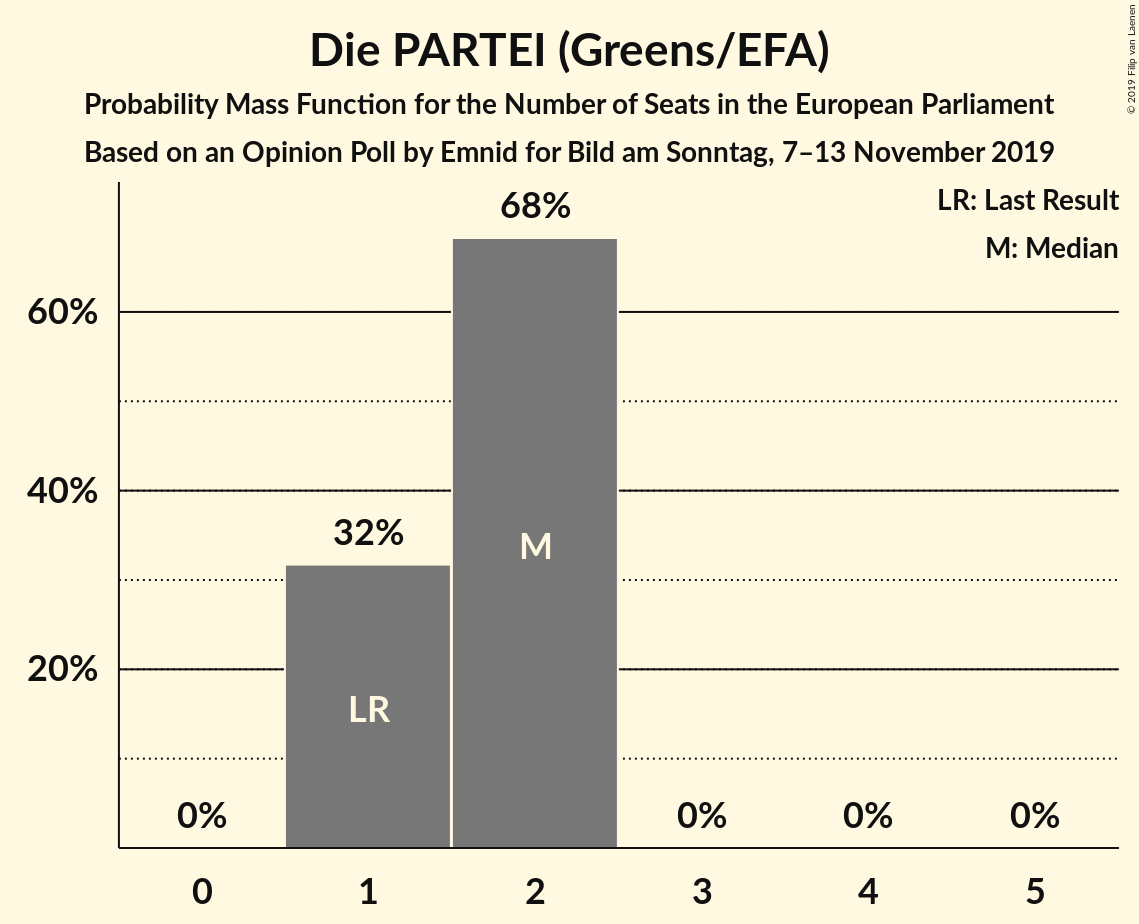 Die PARTEI (Greens/EFA)
Probability Mass Function for the Number of Seats in the European Parliament
Based on an Opinion Poll by Emnid for Bild am Sonntag, 7–13 November 2019
© 2019 Filip van Laenen
LR: Last Result
M: Median
68%
60%
40%
32%
M
20%
LR
0% 0% 0% 0%
0 1 2 3 4 5